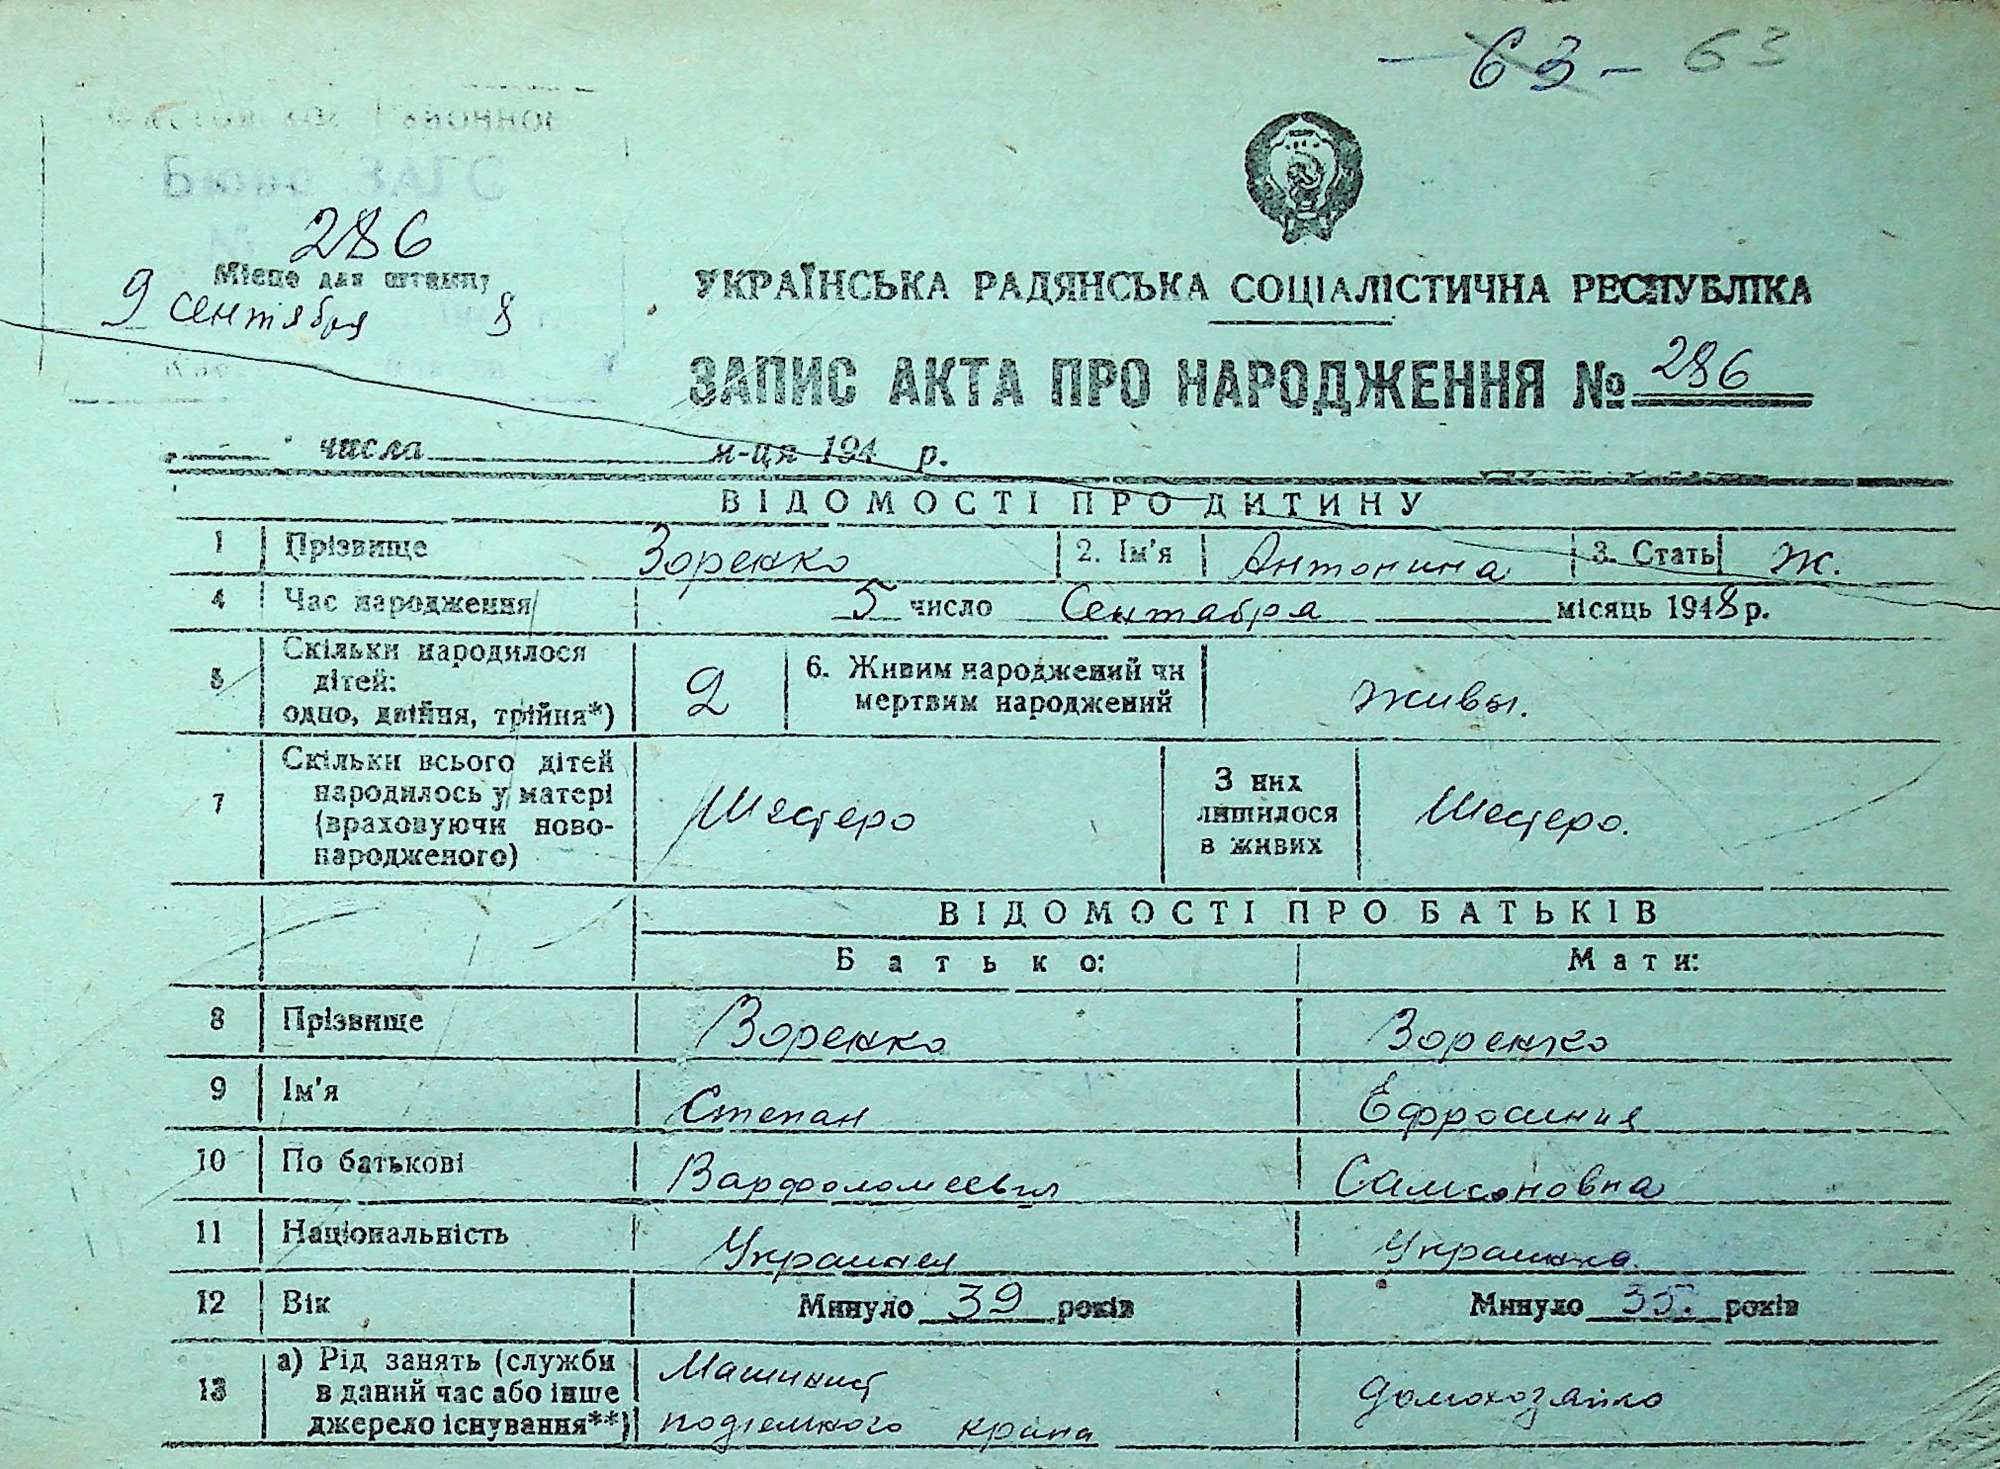 - 63 - 63
Бюро ЗАГС
№ 286
Місце для штампу
9 Сентября 8
УКРАЇНСЬКА РАДЯНСЬКА СОЦІАЛІСТИЧНА РЕСПУБЛІКА
ЗАПИС АКТА ПРО НАРОДЖЕННЯ № 286
числа м-ця 194 р.
ВІДОМОСТІ ПРО ДИТИНУ
1 Прізвище Зоренко 2. Ім'я Антонина 3. Стать ж.
4 Час народження 5 число Сентабря місяць 1948 р.
5 Скільки народилося
дітей:
одно, двійня, трійня*) 2 6. Живим народжений чи
мертвим народжений живы.
7 Скільки всього дітей
народилось у матері
(враховуючи ново-
народженого) Шестеро З них
лишилося
в живих Шестеро.
ВІДОМОСТІ ПРО БАТЬКІВ
Батько: Мати:
8 Прізвище Зоренко Зоренко
9 Ім'я Степан Ефросиния
10 По батькові Варфоломеевич Самсоновна
11 Національність Украинец Украинка.
12 Вік Минуло 39 років Минуло 35. років
13 а) Рід занять (служби
в даний час або інше
джерело існування**) Машинист
подземного крана домохозяйка